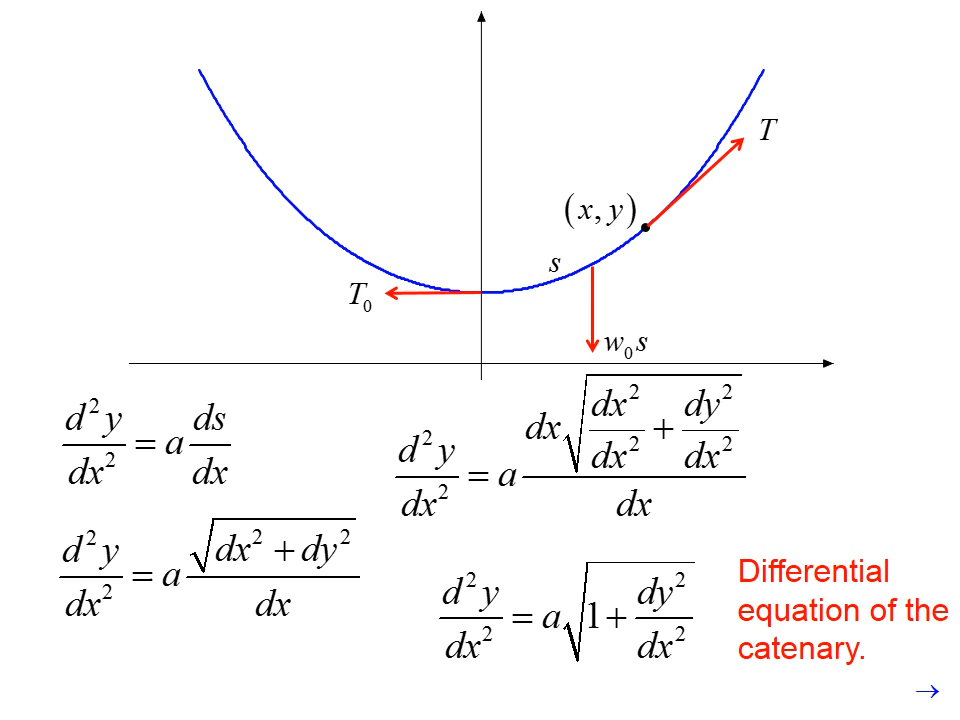 T
(x, y)
s
T₀
w₀s
d²y/dx² = a ds/dx
d²y/dx² = a √(dx² + dy²)/dx
d²y/dx² = a dx√(dx²/dx² + dy²/dx²)/dx
d²y/dx² = a√(1 + dy²/dx²)
Differential
equation of the
catenary.
→